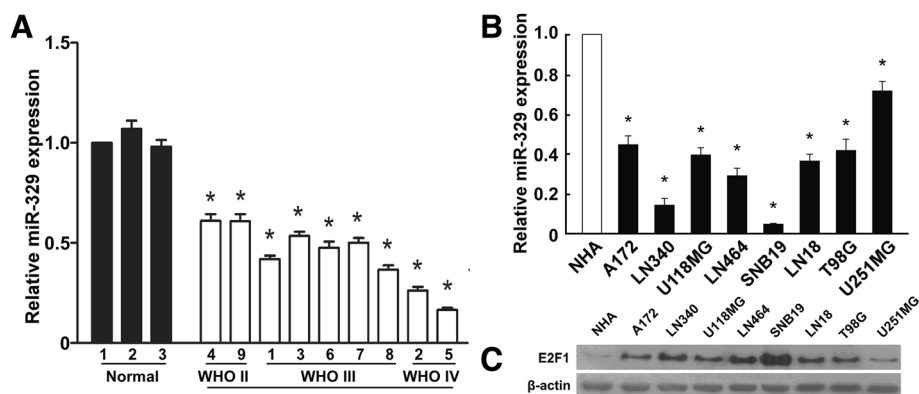 A
Relative miR-329 expression
1.5
1.0
0.5
0
* * * * * * * * *
1 2 3 4 9 1 3 6 7 8 2 5
Normal WHO II WHO III WHO IV
B
Relative miR-329 expression
1.0
0.8
0.6
0.4
0.2
0
* * * * * * * *
NHA A172 LN340 U118MG LN464 SNB19 LN18 T98G U251MG
C
NHA A172 LN340 U118MG LN464 SNB19 LN18 T98G U251MG
E2F1
β-actin